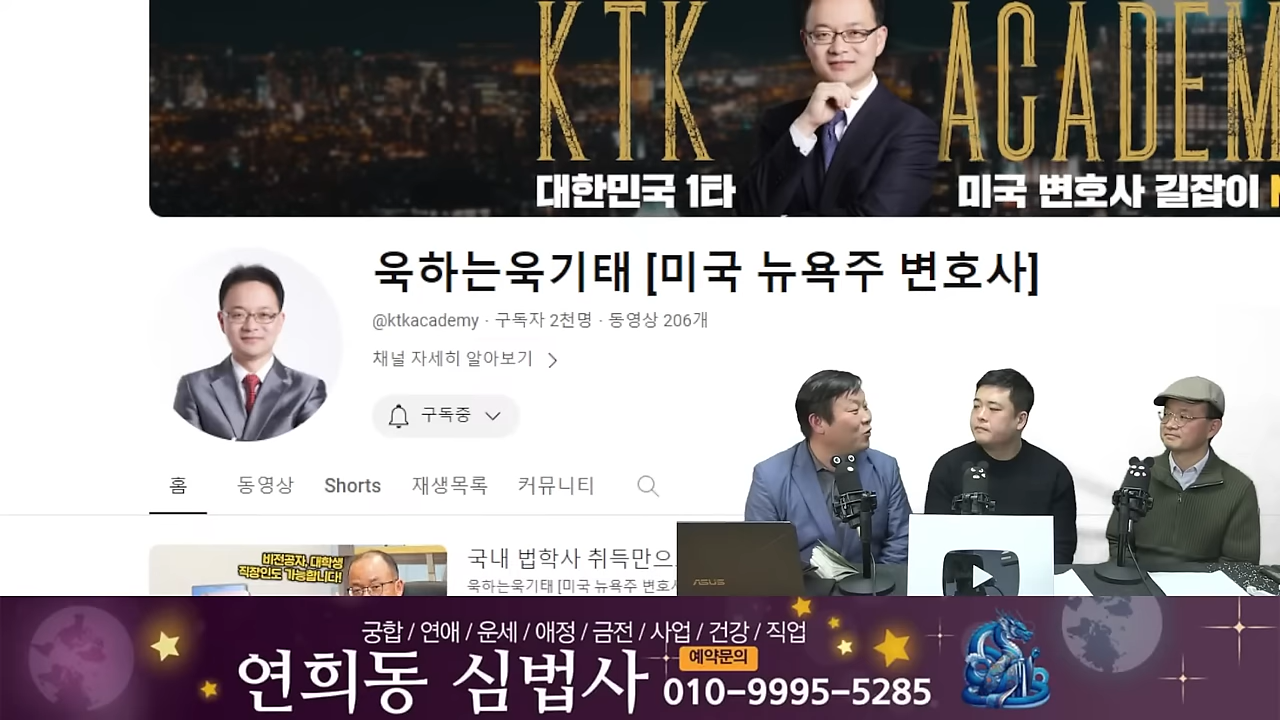 KTK ACADEM
대한민국 1타
미국 변호사 길잡이
욱하는욱기태 [미국 뉴욕주 변호사]
@ktkacademy · 구독자 2천명 · 동영상 206개
채널 자세히 알아보기
구독중
홈 동영상 Shorts 재생목록 커뮤니티
비전공자, 대학생
직장인도 가능합니다!
국내 법학사 취득만으
욱하는욱기태 [미국 뉴욕주 변호사
ASUS
궁합 / 연애 / 운세 / 애정 / 금전 / 사업 / 건강 / 직업
연희동 심법사
예약문의
010-9995-5285